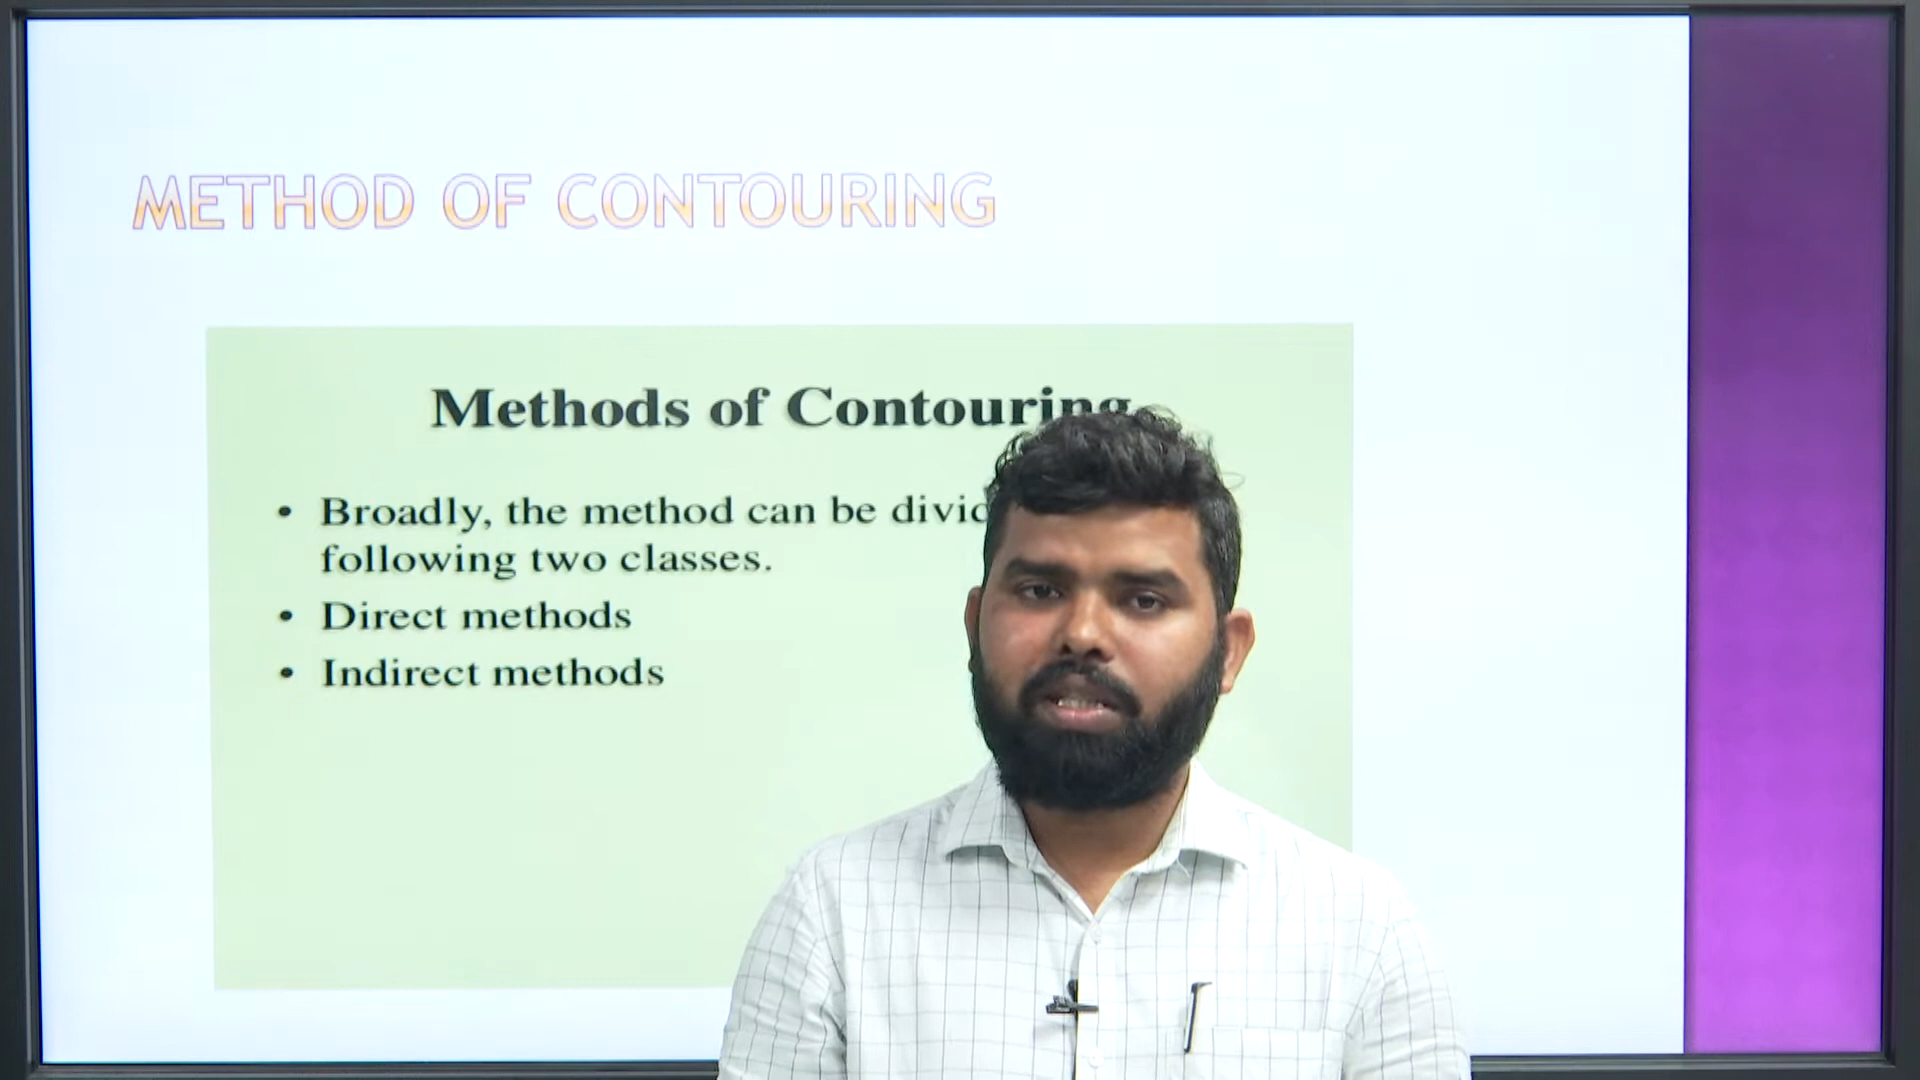 METHOD OF CONTOURING
Methods of Contouring
• Broadly, the method can be
following two classes.
• Direct methods
• Indirect methods